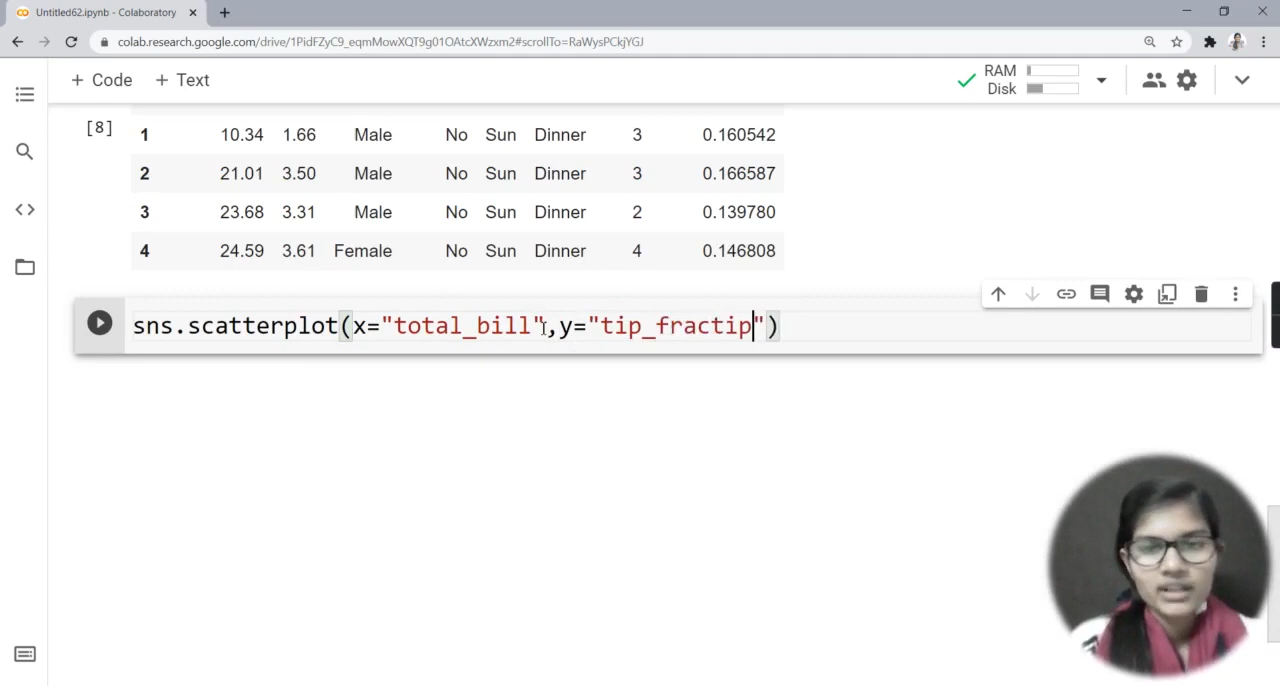 Untitled62.ipynb - Colaboratory
colab.research.google.com/drive/1PidFZyC9_eqmMowXQT9g01OAtcXWzxm2#scrollTo=RaWysPCkjYGJ
+ Code + Text
RAM
Disk
[8] 1 10.34 1.66 Male No Sun Dinner 3 0.160542
2 21.01 3.50 Male No Sun Dinner 3 0.166587
3 23.68 3.31 Male No Sun Dinner 2 0.139780
4 24.59 3.61 Female No Sun Dinner 4 0.146808
sns.scatterplot(x="total_bill",y="tip_fractip")